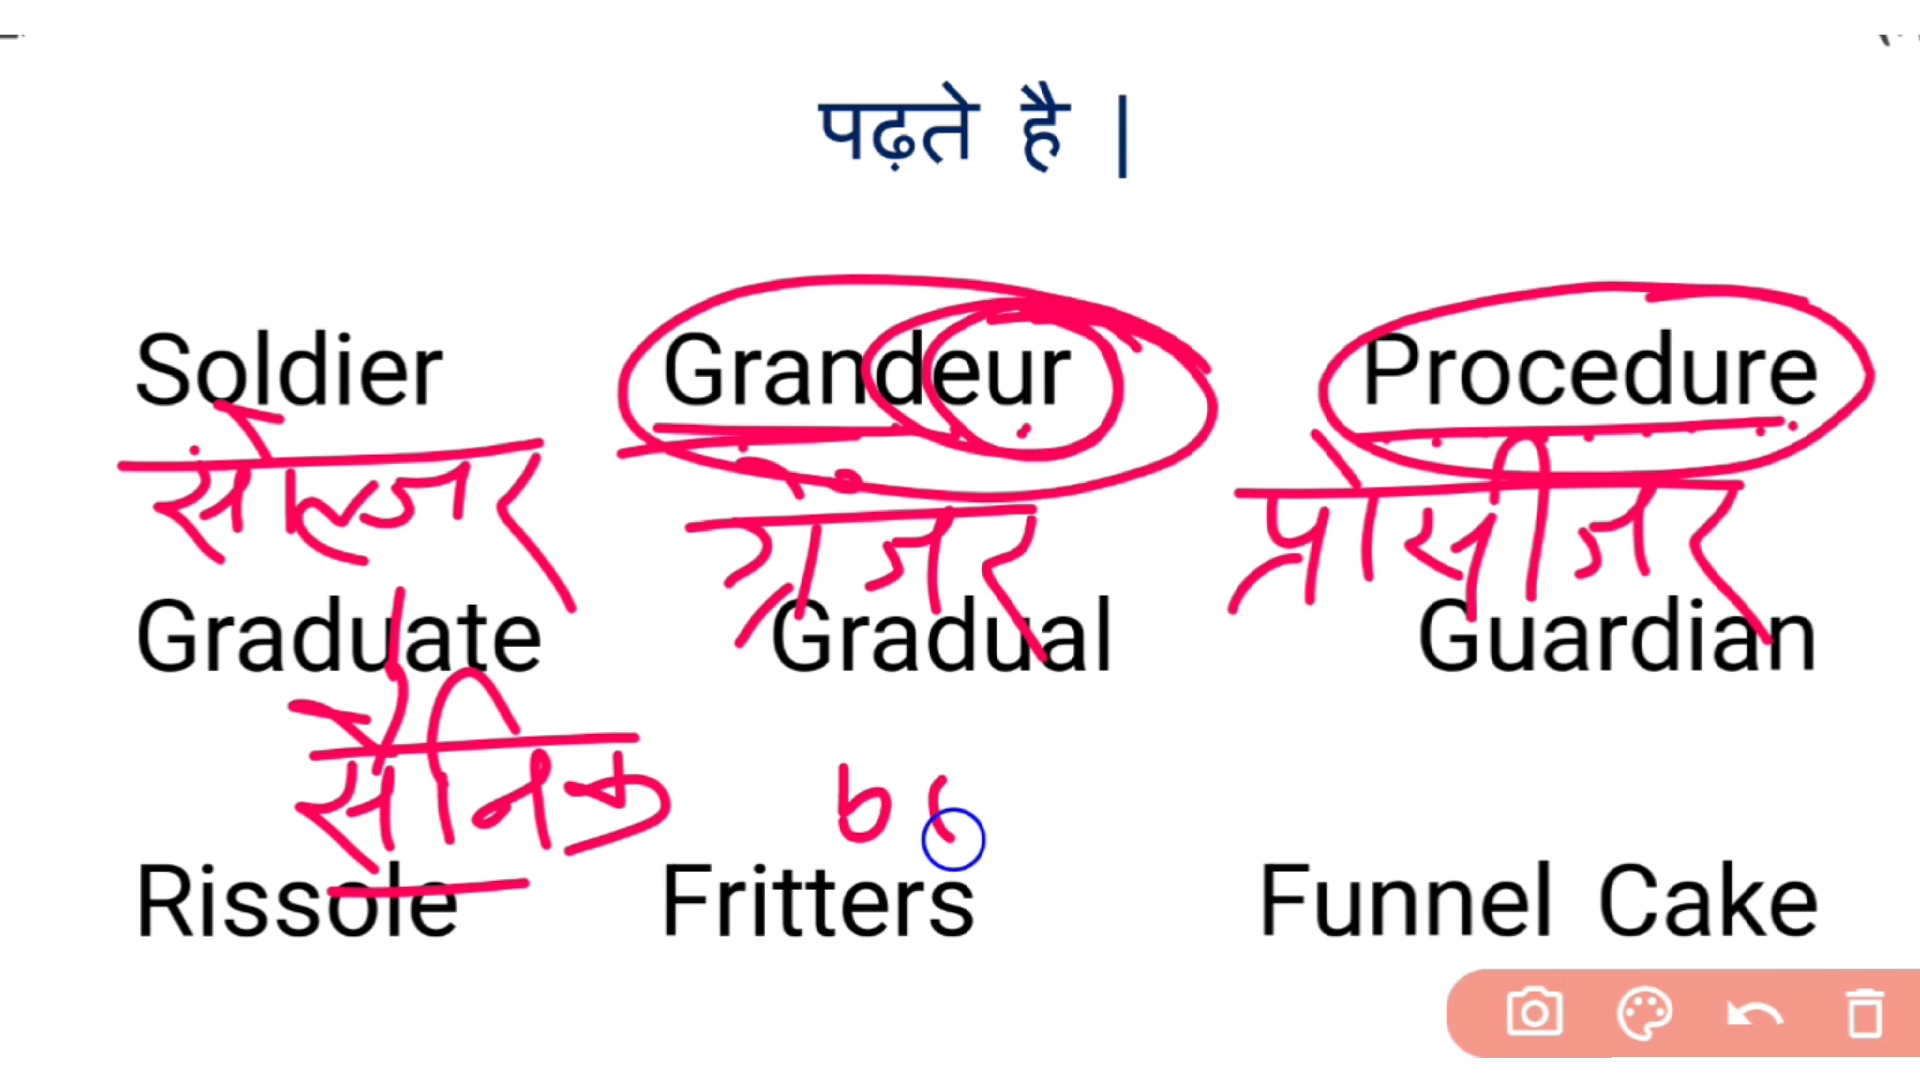 पढ़ते है |
Soldier Grandeur Procedure
सोल्जर ग्रंजर प्रोसीजर
Graduate Gradual Guardian
सैनिक
Rissole Fritters Funnel Cake